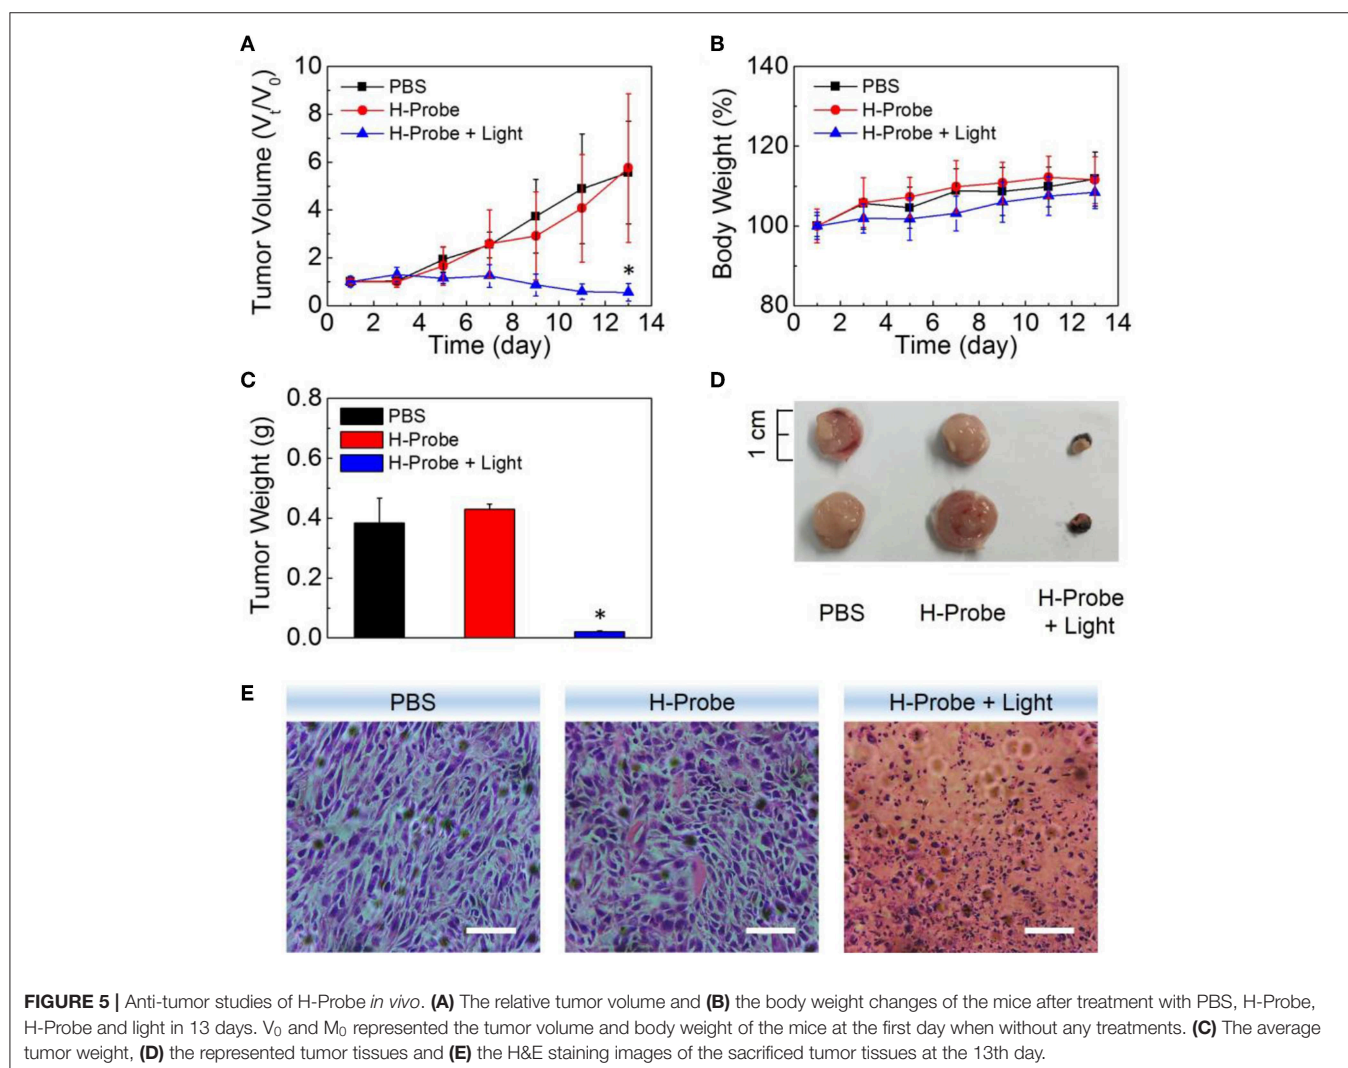 A
Tumor Volume (Vt/V0)
10
8
6
4
2
0
PBS
H-Probe
H-Probe + Light
*
0 2 4 6 8 10 12 14
Time (day)
B
Body Weight (%)
140
120
100
80
PBS
H-Probe
H-Probe + Light
0 2 4 6 8 10 12 14
Time (day)
C
Tumor Weight (g)
0.8
0.6
0.4
0.2
0.0
PBS
H-Probe
H-Probe + Light
*
D
1 cm
PBS
H-Probe
H-Probe
+ Light
E
PBS
H-Probe
H-Probe + Light
FIGURE 5 | Anti-tumor studies of H-Probe in vivo. (A) The relative tumor volume and (B) the body weight changes of the mice after treatment with PBS, H-Probe,
H-Probe and light in 13 days. V0 and M0 represented the tumor volume and body weight of the mice at the first day when without any treatments. (C) The average
tumor weight, (D) the represented tumor tissues and (E) the H&E staining images of the sacrificed tumor tissues at the 13th day.